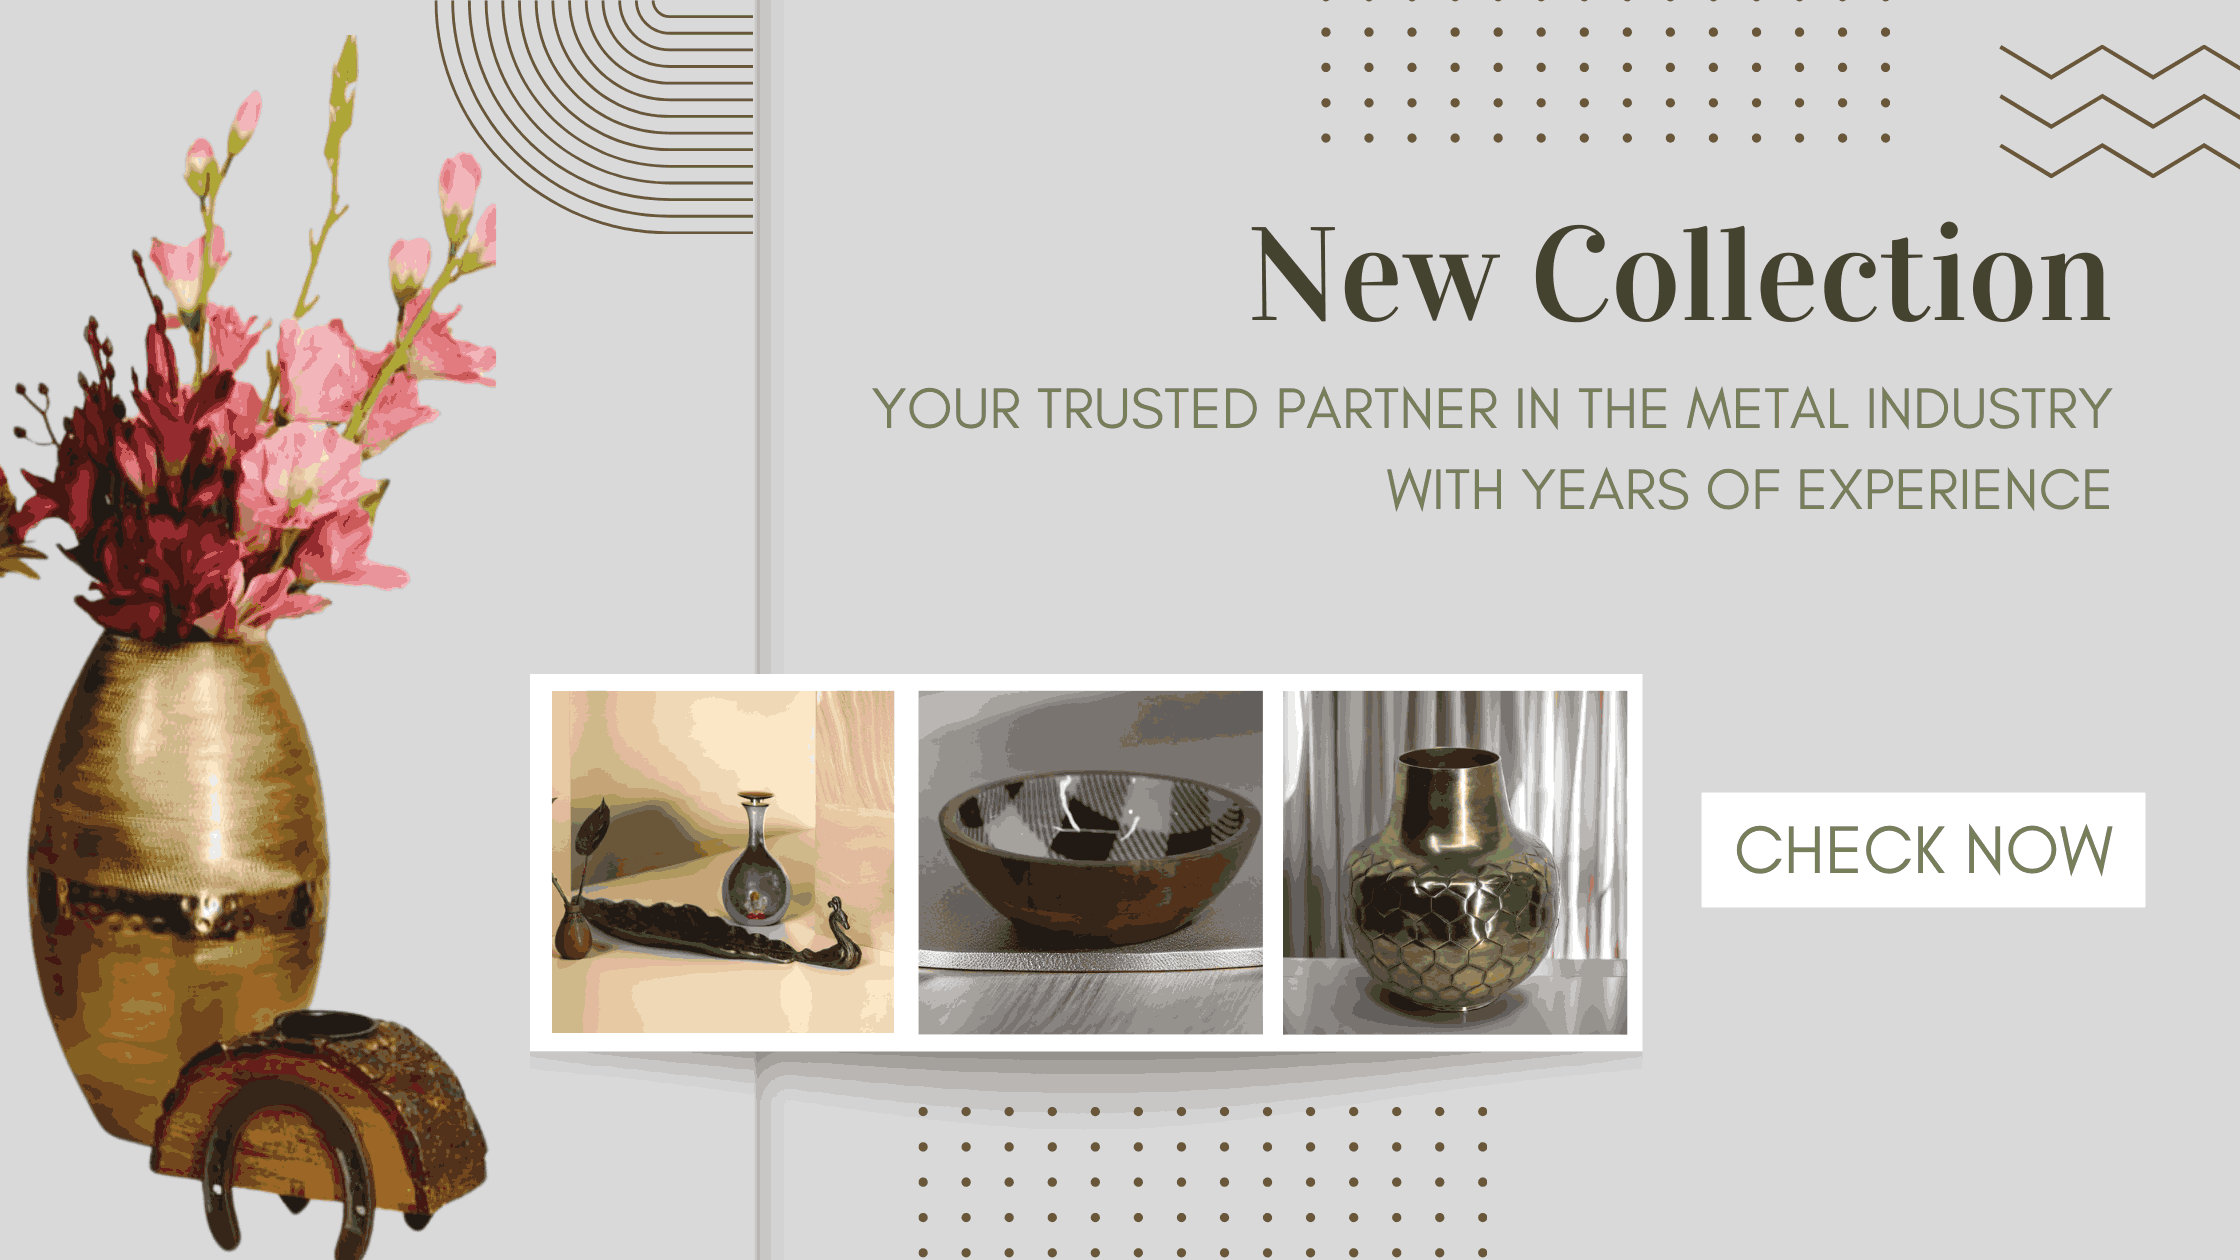 New Collection
YOUR TRUSTED PARTNER IN THE METAL INDUSTRY
WITH YEARS OF EXPERIENCE
CHECK NOW